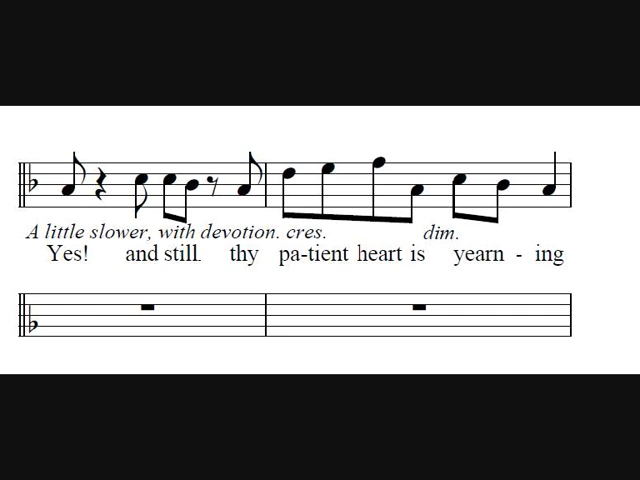 A little slower, with devotion. cres. dim.
Yes! and still thy pa-tient heart is yearn - ing